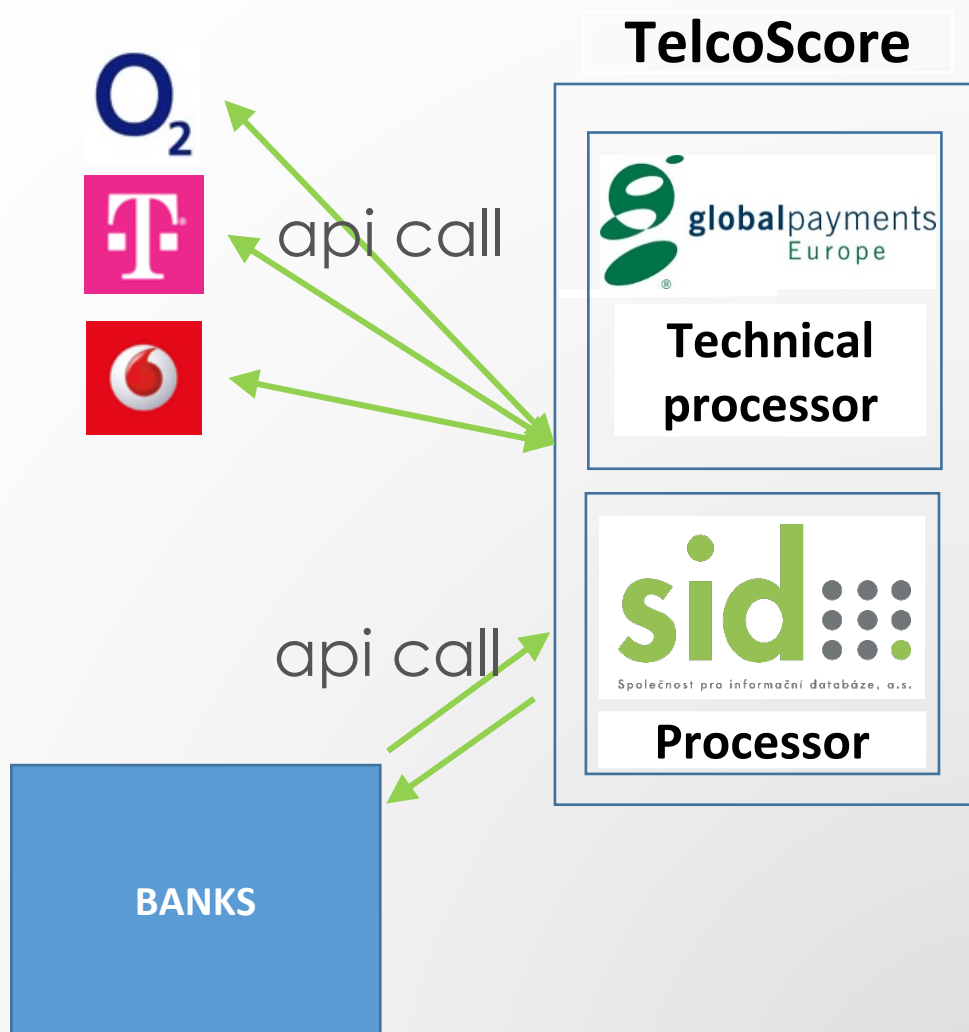 TelcoScore
O2
T
api call
globalpayments
Europe
®
Technical
processor
api call
sid
Společnost pro informační databáze, a.s.
Processor
BANKS